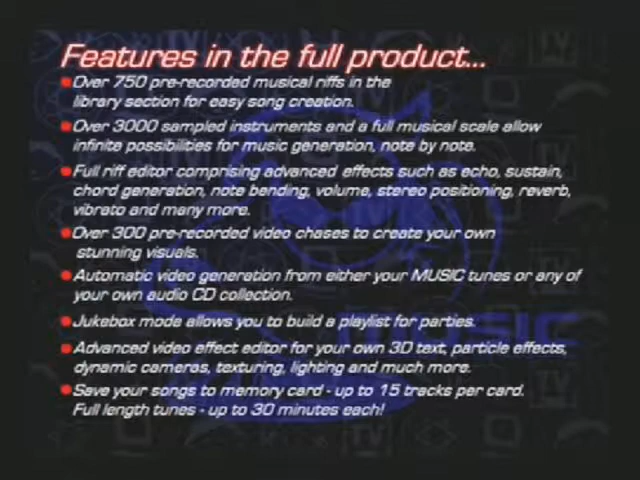 Features in the full product...
Over 750 pre-recorded musical riffs in the
library section for easy song creation.
Over 3000 sampled instruments and a full musical scale allow
infinite possibilities for music generation, note by note.
Full riff editor comprising advanced effects such as echo, sustain,
chord generation, note bending, volume, stereo positioning, reverb,
vibrato and many more.
Over 300 pre-recorded video chases to create your own
stunning visuals.
Automatic video generation from either your MUSIC tunes or any of
your own audio CD collection.
Jukebox mode allows you to build a playlist for parties.
Advanced video effect editor for your own 3D text, particle effects,
dynamic cameras, texturing, lighting and much more.
Save your songs to memory card - up to 15 tracks per card.
Full length tunes - up to 30 minutes each!